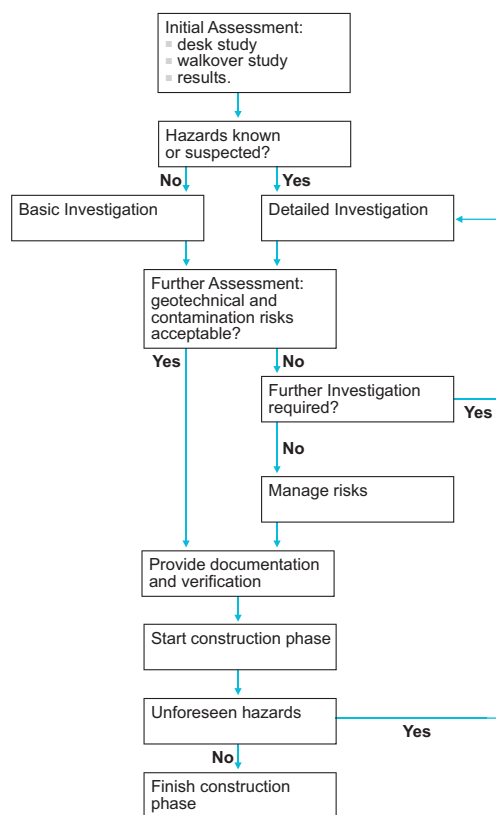 Initial Assessment:
desk study
walkover study
results.
Hazards known
or suspected?
No
Yes
Basic Investigation
Detailed Investigation
Further Assessment:
geotechnical and
contamination risks
acceptable?
Yes
No
Further Investigation
required?
Yes
No
Manage risks
Provide documentation
and verification
Start construction phase
Unforeseen hazards
Yes
No
Finish construction
phase